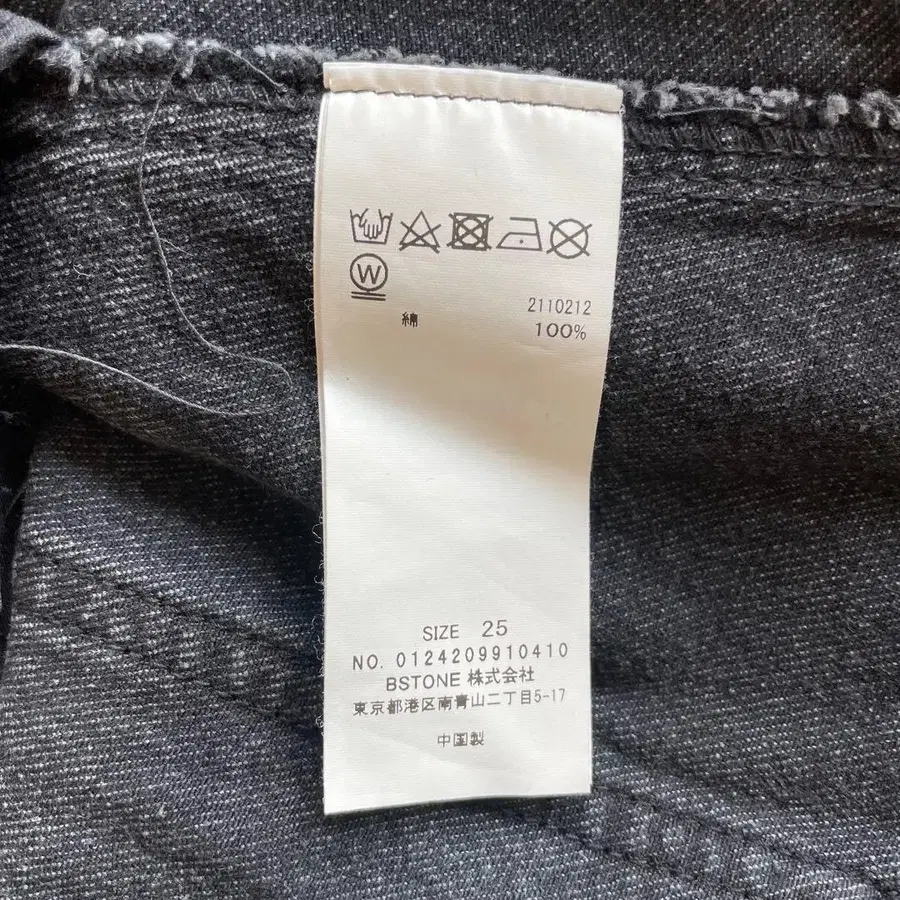 W
2110212
綿 100%
SIZE 25
NO. 0124209910410
BSTONE 株式会社
東京都港区南青山二丁目5-17
中国製